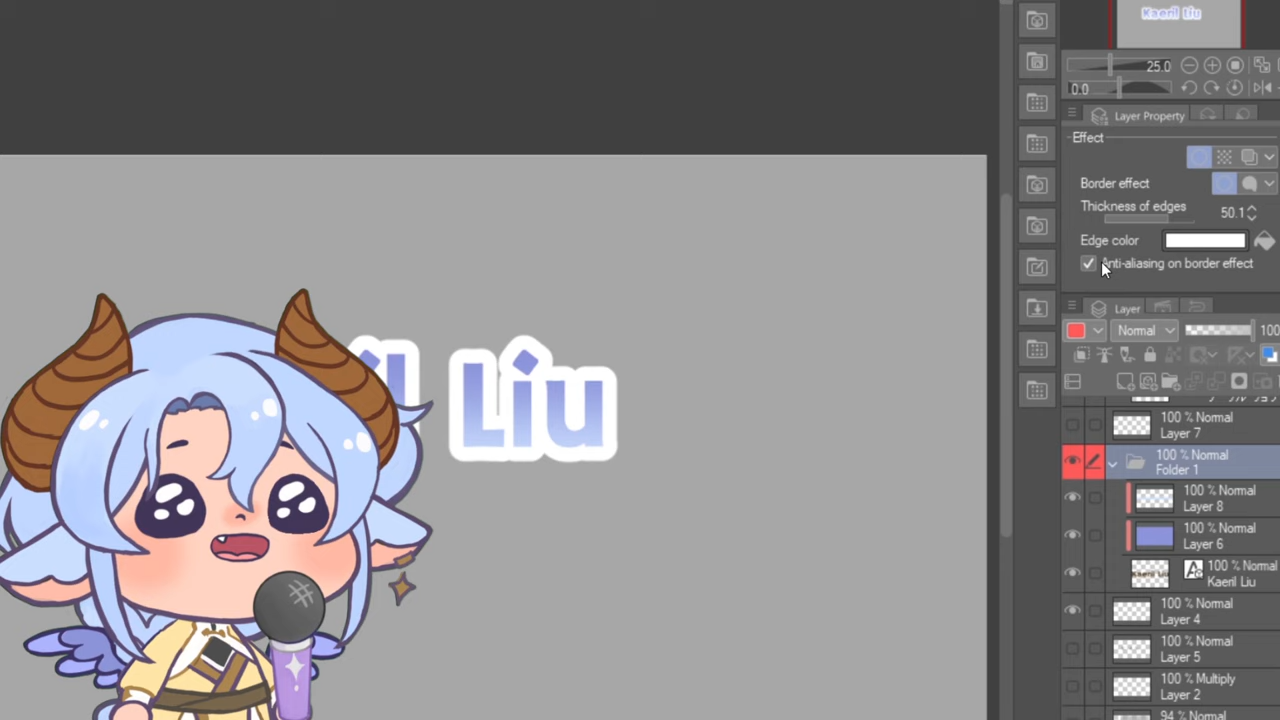 Kaeril Liu
25.0
0.0
Layer Property
Effect
Border effect
Thickness of edges
50.1
Edge color
Anti-aliasing on border effect
Layer
Normal
100
100 % Normal
Layer 7
100 % Normal
Folder 1
100 % Normal
Layer 8
100 % Normal
Layer 6
100 % Normal
Kaeril Liu
100 % Normal
Layer 4
100 % Normal
Layer 5
100 % Multiply
Layer 2
94 % Normal
il Liu